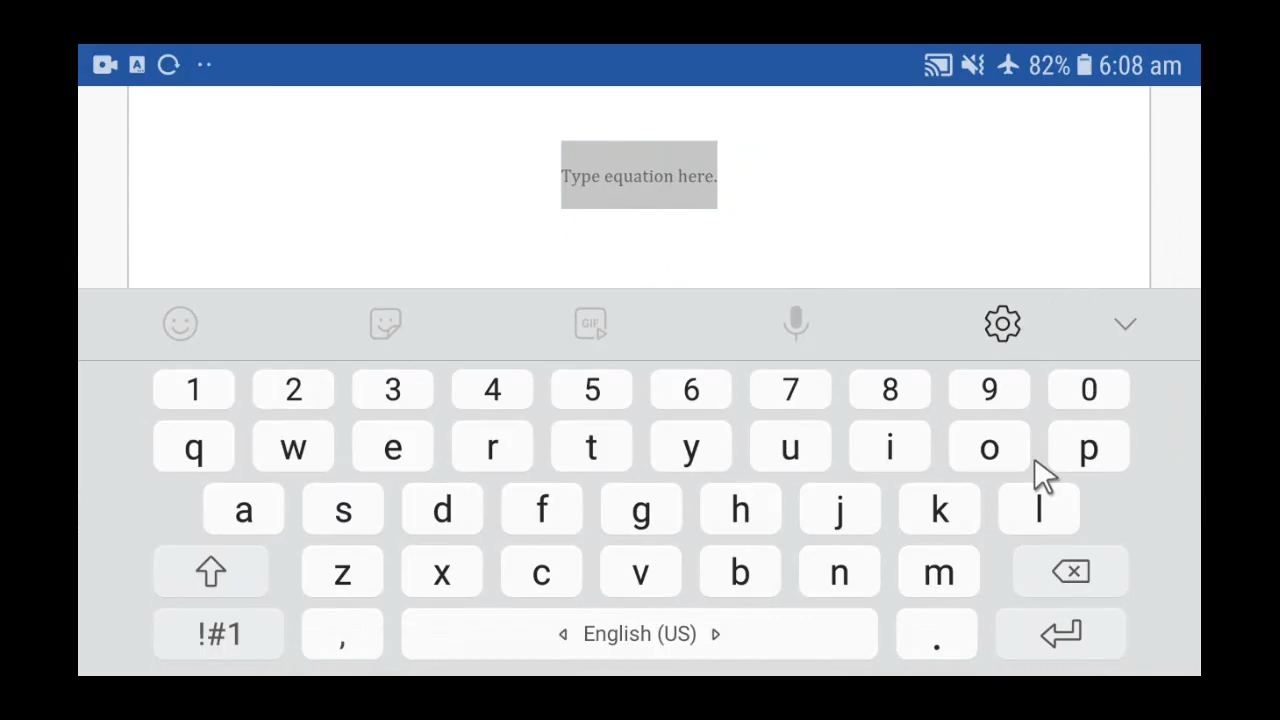 82% 6:08 am
Type equation here.
GIF
1 2 3 4 5 6 7 8 9 0
q w e r t y u i o p
a s d f g h j k l
z x c v b n m
!#1 , English (US) .